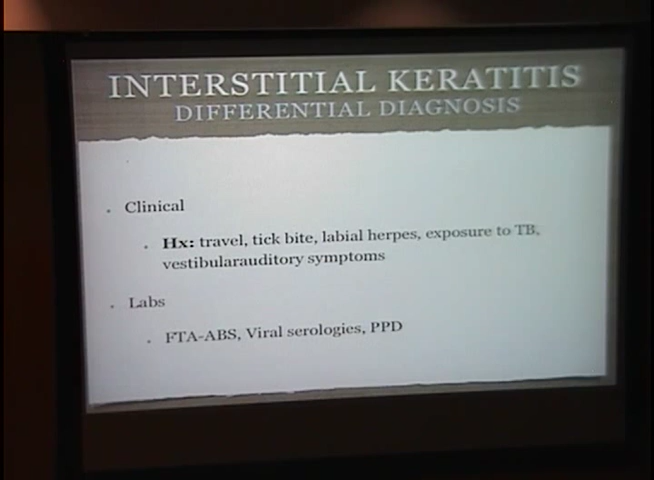 INTERSTITIAL KERATITIS
DIFFERENTIAL DIAGNOSIS
Clinical
Hx: travel, tick bite, labial herpes, exposure to TB,
vestibularauditory symptoms
Labs
FTA-ABS, Viral serologies, PPD